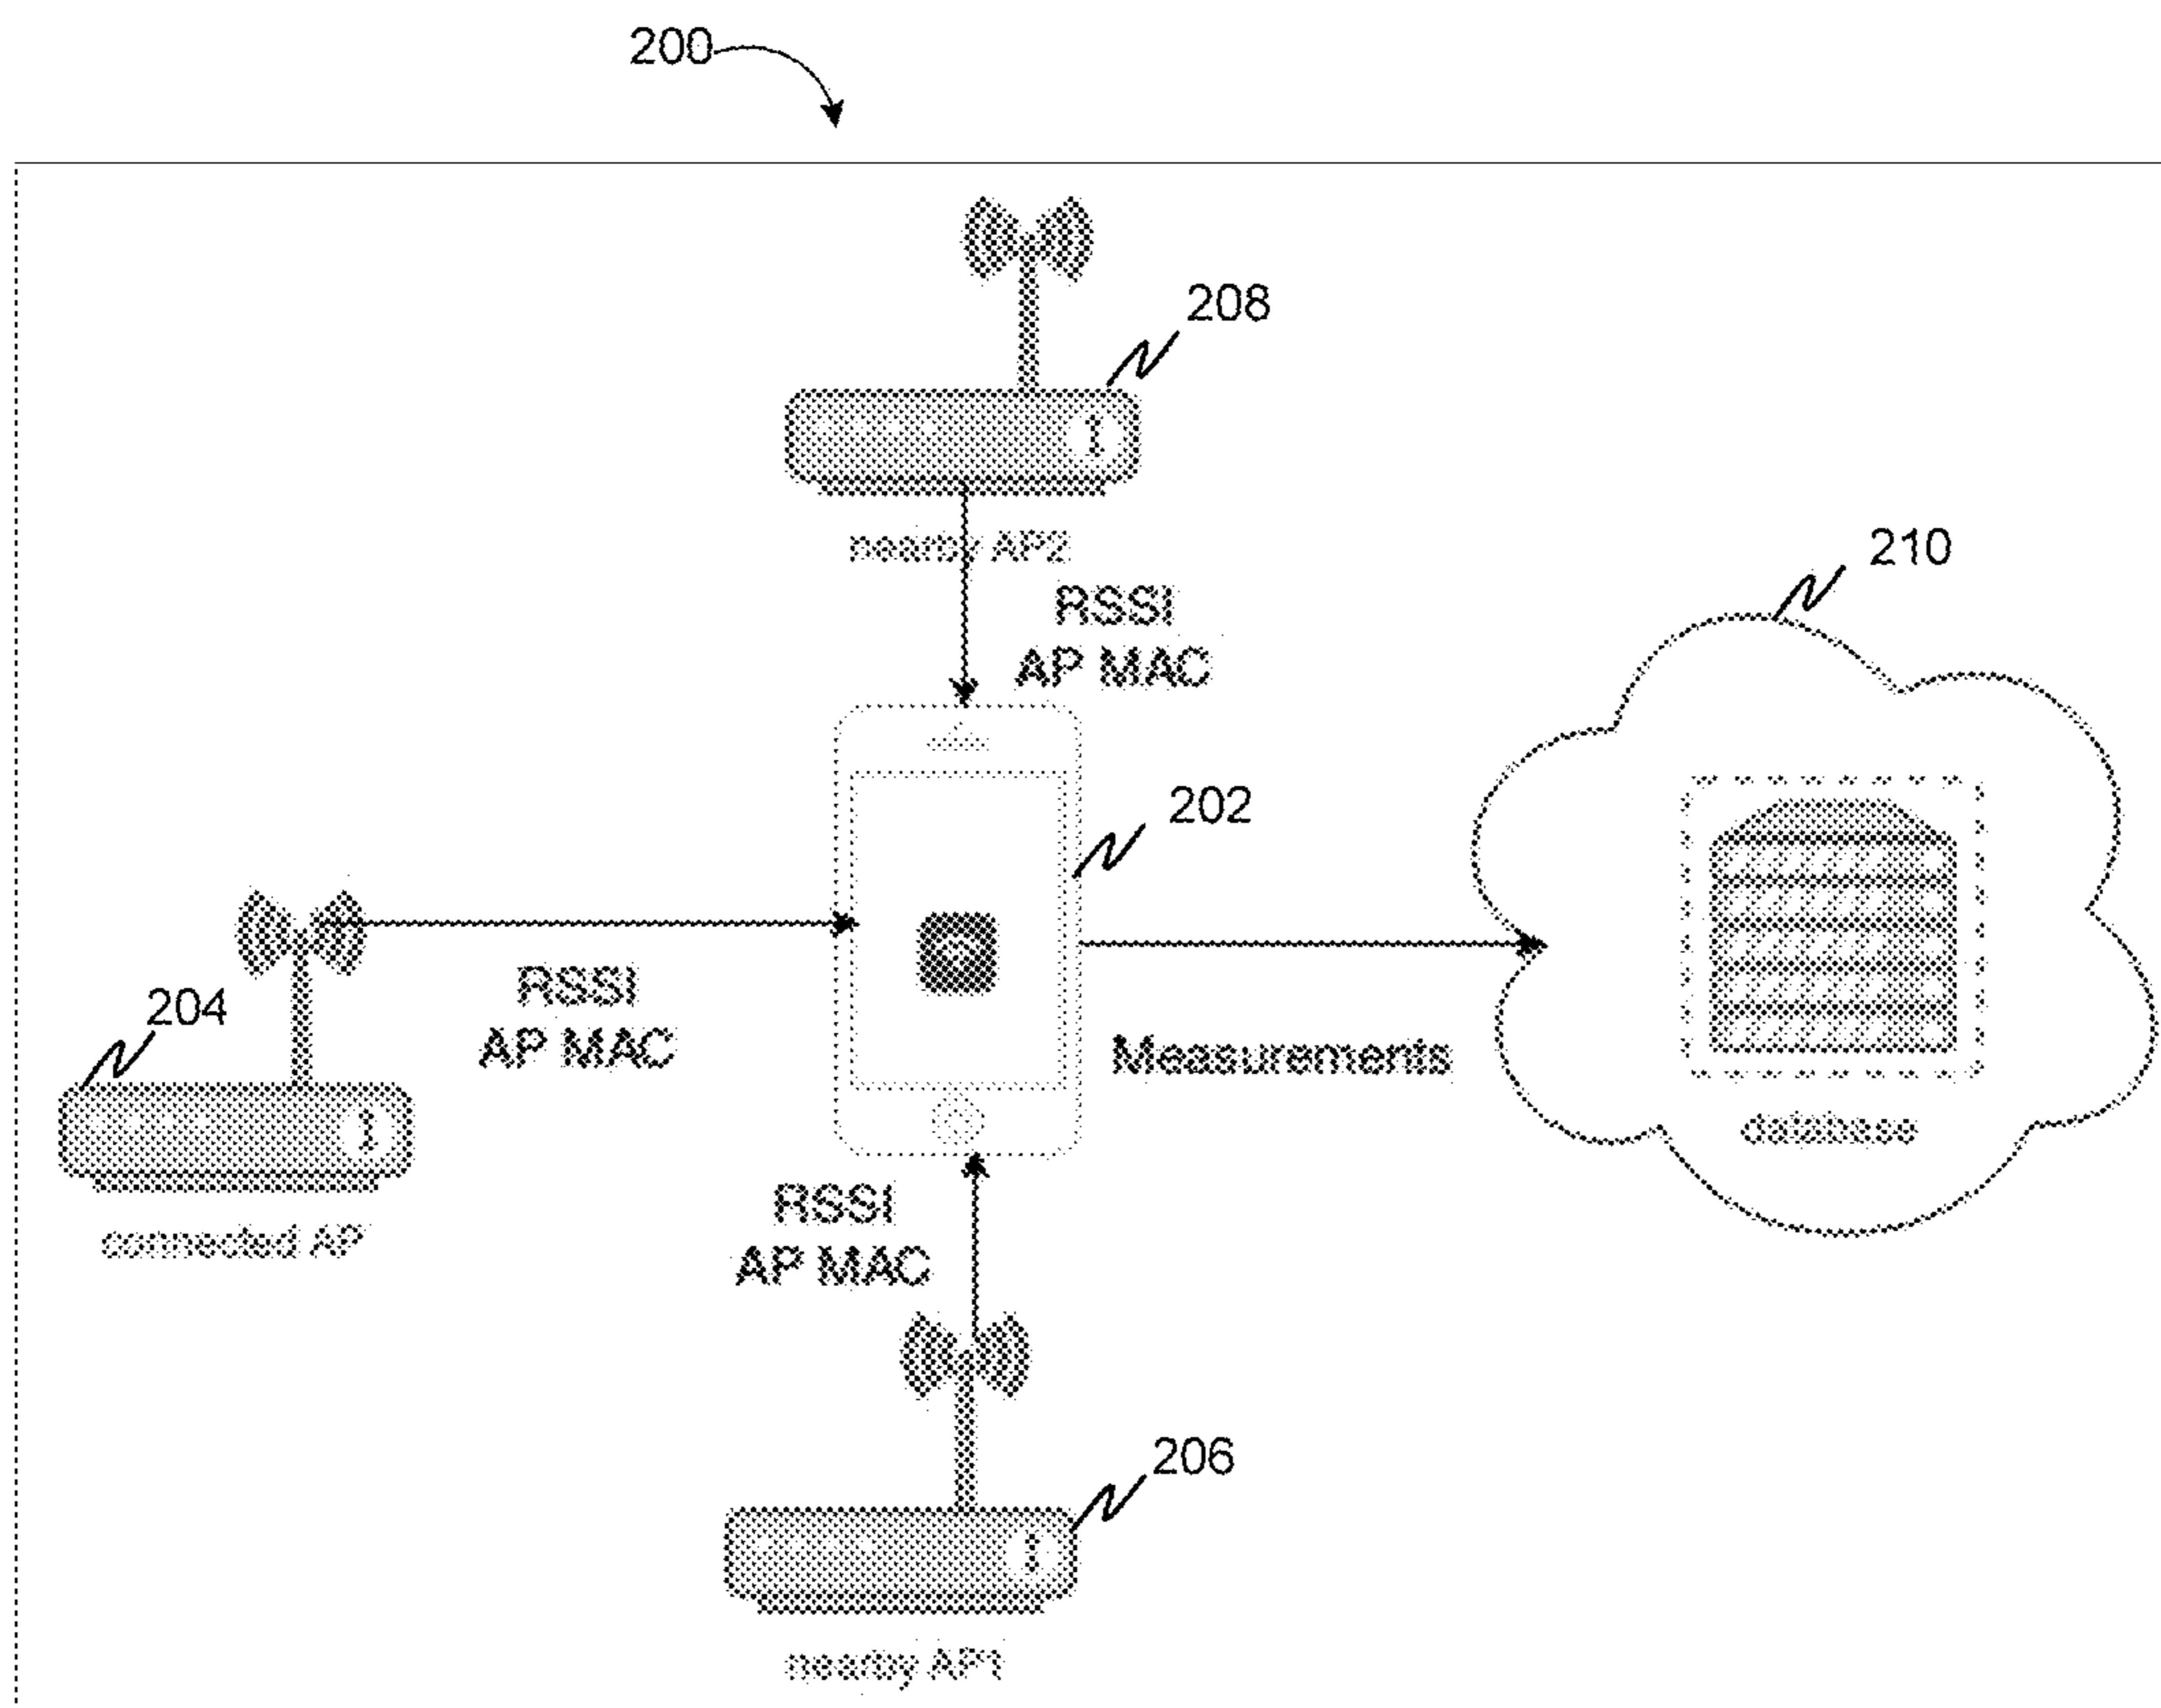 200
208
nearby AP2
RSSI
AP MAC
210
202
204
RSSI
AP MAC
Measurements
database
connected AP
RSSI
AP MAC
206
nearby AP1